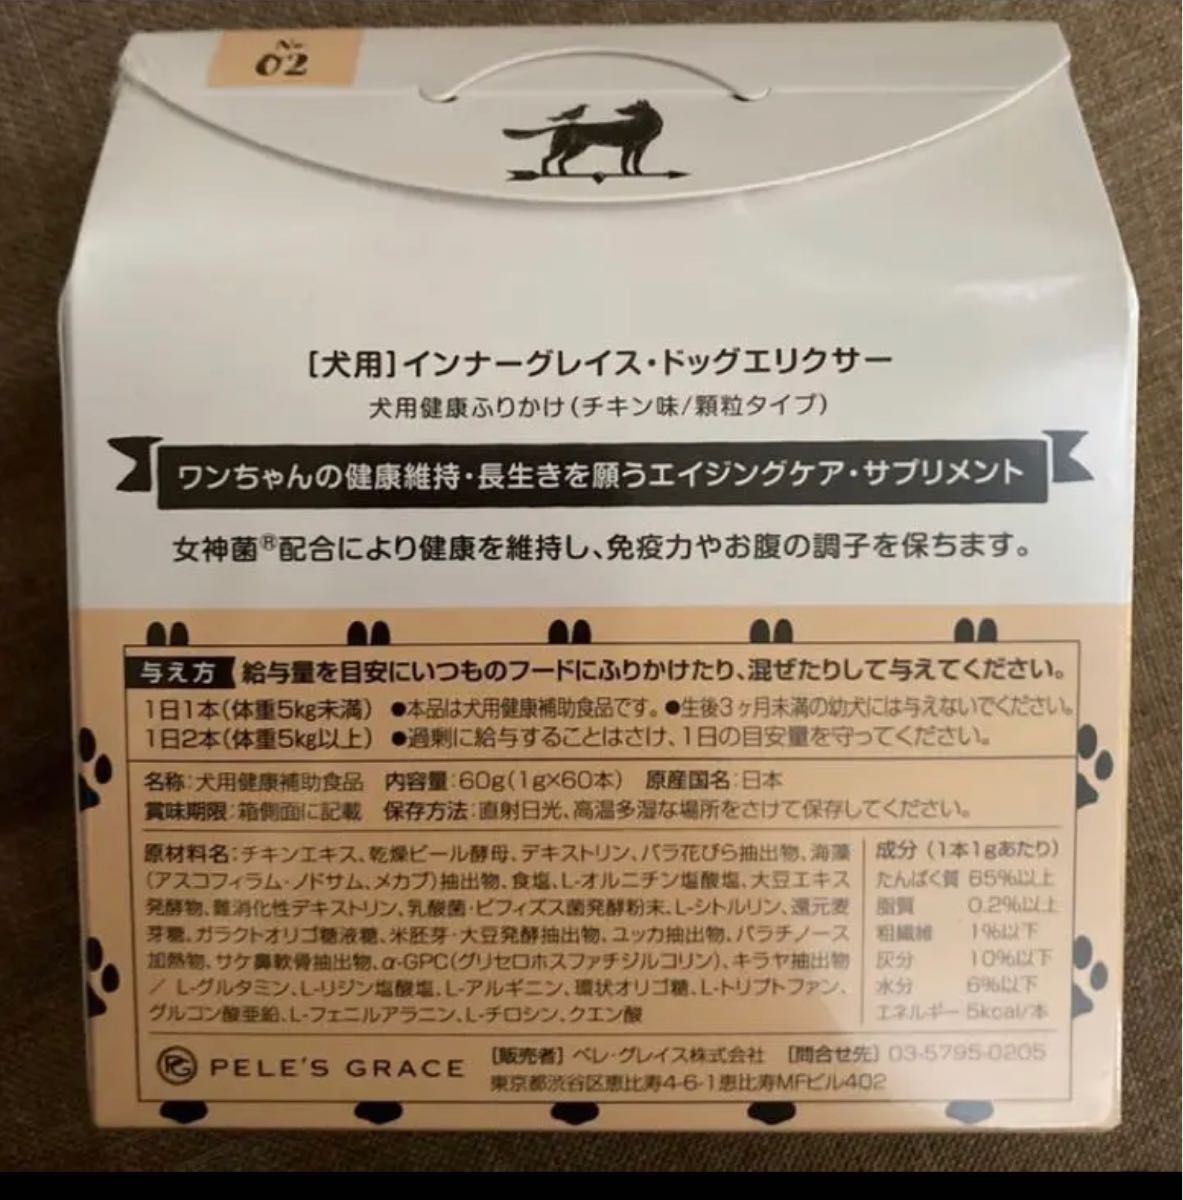 No 02
[犬用]インナーグレイス・ドッグエリクサー
犬用健康ふりかけ(チキン味/顆粒タイプ)
ワンちゃんの健康維持・長生きを願うエイジングケア・サプリメント
女神菌®配合により健康を維持し、免疫力やお腹の調子を保ちます。
与え方 給与量を目安にいつものフードにふりかけたり、混ぜたりして与えてください。
1日1本(体重5kg未満) ●本品は犬用健康補助食品です。●生後3ヶ月未満の幼犬には与えないでください。
1日2本(体重5kg以上) ●過剰に給与することはさけ、1日の目安量を守ってください。
名称:犬用健康補助食品 内容量:60g(1g×60本) 原産国名:日本
賞味期限:箱側面に記載 保存方法:直射日光、高温多湿な場所をさけて保存してください。
原材料名:チキンエキス、乾燥ビール酵母、デキストリン、バラ花びら抽出物、海藻
(アスコフィラム・ノドサム、メカブ)抽出物、食塩、L-オルニチン塩酸塩、大豆エキス
発酵物、難消化性デキストリン、乳酸菌・ビフィズス菌発酵粉末、L-シトルリン、還元麦
芽糖、ガラクトオリゴ糖液糖、米胚芽・大豆発酵抽出物、ユッカ抽出物、パラチノース
加熱物、サケ鼻軟骨抽出物、α-GPC(グリセロホスファチジルコリン)、キラヤ抽出物
/ L-グルタミン、L-リジン塩酸塩、L-アルギニン、環状オリゴ糖、L-トリプトファン、
グルコン酸亜鉛、L-フェニルアラニン、L-チロシン、クエン酸
成分 (1本1gあたり)
たんぱく質 65%以上
脂質 0.2%以上
粗繊維 1%以下
灰分 10%以下
水分 6%以下
エネルギー 5kcal/本
PG PELE'S GRACE
[販売者] ペレ・グレイス株式会社 [問合せ先] 03-5795-0205
東京都渋谷区恵比寿4-6-1恵比寿MFビル402